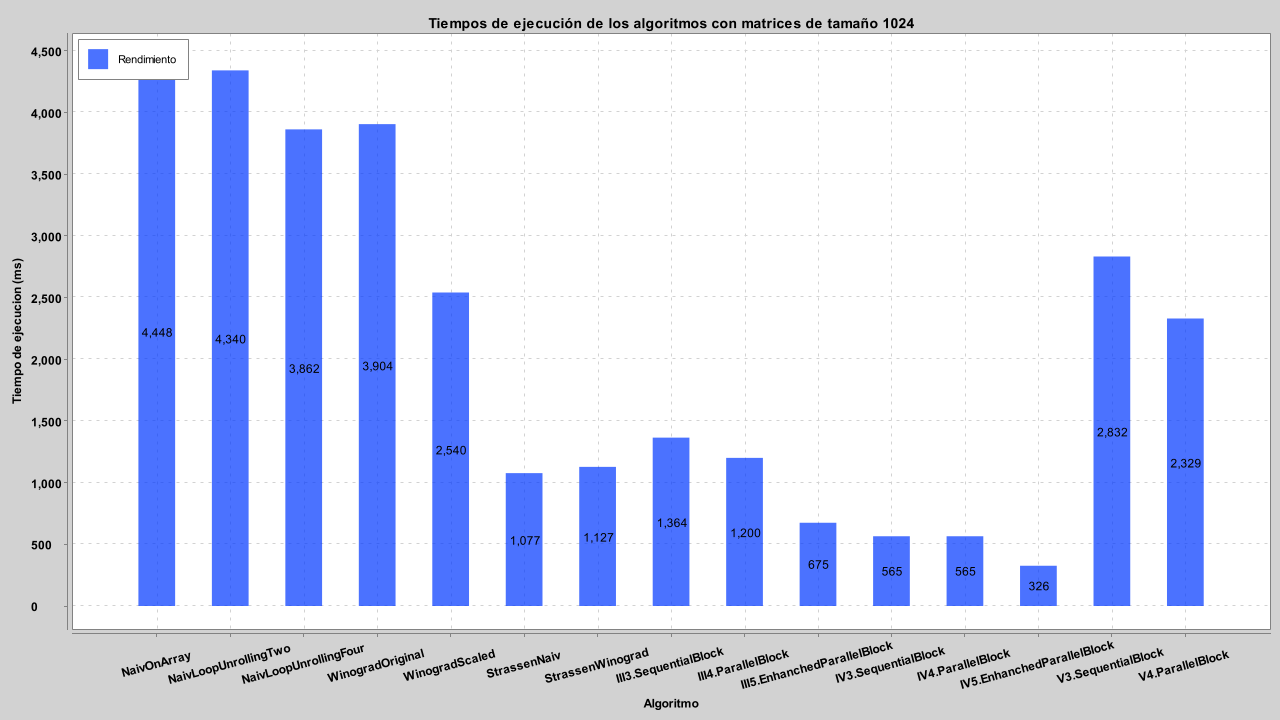 Tiempos de ejecución de los algoritmos con matrices de tamaño 1024
Rendimiento
Tiempo de ejecucion (ms)
4,500
4,000
3,500
3,000
2,500
2,000
1,500
1,000
500
0
4,448
4,340
3,862
3,904
2,540
1,077
1,127
1,364
1,200
675
565
565
326
2,832
2,329
NaivOnArray
NaivLoopUnrollingTwo
NaivLoopUnrollingFour
WinogradOriginal
WinogradScaled
StrassenNaiv
StrassenWinograd
III3.SequentialBlock
III4.ParallelBlock
III5.EnhanchedParallelBlock
IV3.SequentialBlock
IV4.ParallelBlock
IV5.EnhanchedParallelBlock
V3.SequentialBlock
V4.ParallelBlock
Algoritmo